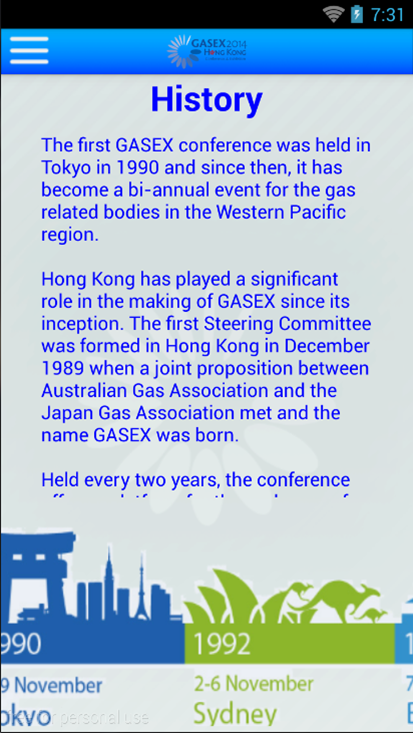 7:31
GASEX2014
HONG KONG
History
The first GASEX conference was held in
Tokyo in 1990 and since then, it has
become a bi-annual event for the gas
related bodies in the Western Pacific
region.
Hong Kong has played a significant
role in the making of GASEX since its
inception. The first Steering Committee
was formed in Hong Kong in December
1989 when a joint proposition between
Australian Gas Association and the
Japan Gas Association met and the
name GASEX was born.
Held every two years, the conference
990 1992 1
9 November 2-6 November 7
okyo Sydney
personal use